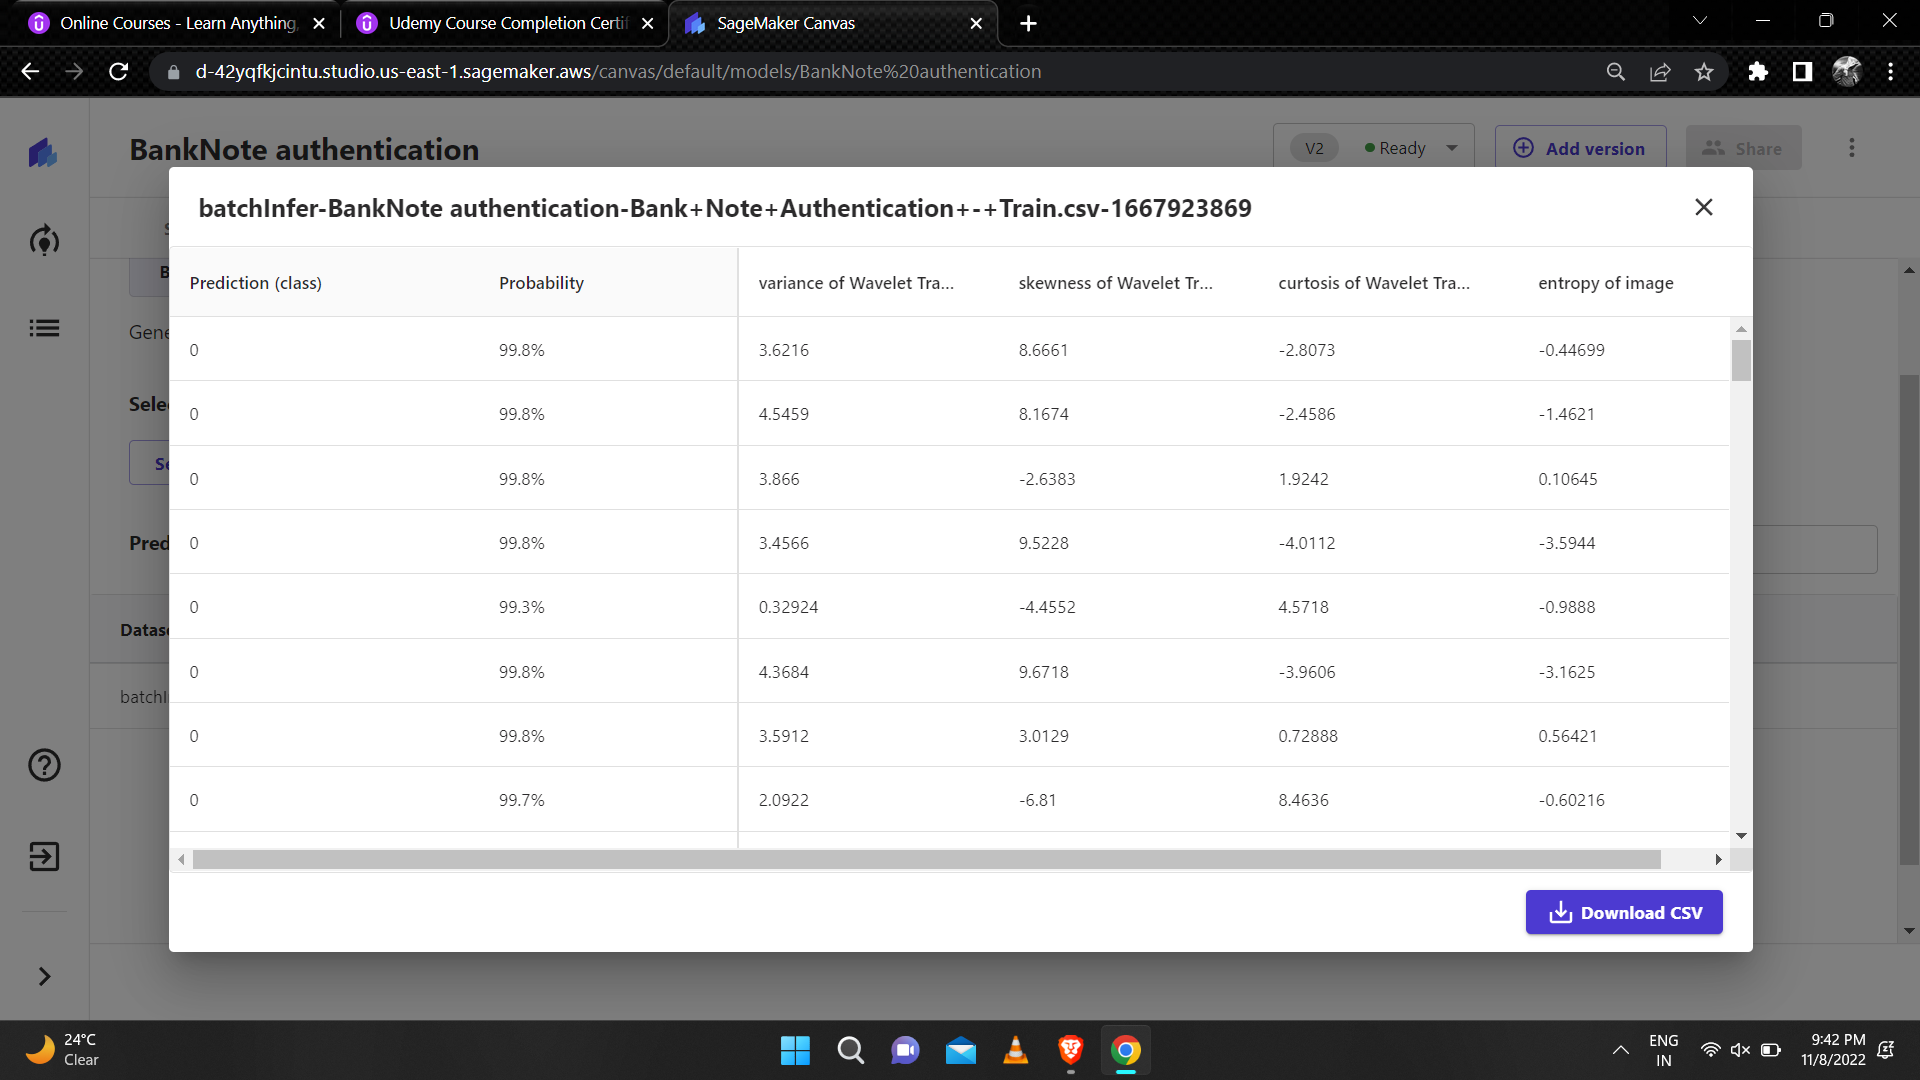 Online Courses - Learn Anything,
Udemy Course Completion Certif
SageMaker Canvas
d-42yqfkjcintu.studio.us-east-1.sagemaker.aws/canvas/default/models/BankNote%20authentication
BankNote authentication
V2
Ready
Add version
Share
batchInfer-BankNote authentication-Bank+Note+Authentication+-+Train.csv-1667923869
Prediction (class) Probability variance of Wavelet Tra... skewness of Wavelet Tr... curtosis of Wavelet Tra... entropy of image
0 99.8% 3.6216 8.6661 -2.8073 -0.44699
0 99.8% 4.5459 8.1674 -2.4586 -1.4621
0 99.8% 3.866 -2.6383 1.9242 0.10645
0 99.8% 3.4566 9.5228 -4.0112 -3.5944
0 99.3% 0.32924 -4.4552 4.5718 -0.9888
0 99.8% 4.3684 9.6718 -3.9606 -3.1625
0 99.8% 3.5912 3.0129 0.72888 0.56421
0 99.7% 2.0922 -6.81 8.4636 -0.60216
Gene
Sele
Se
Pred
Datas
batchI
Download CSV
24°C
Clear
ENG
IN
9:42 PM
11/8/2022